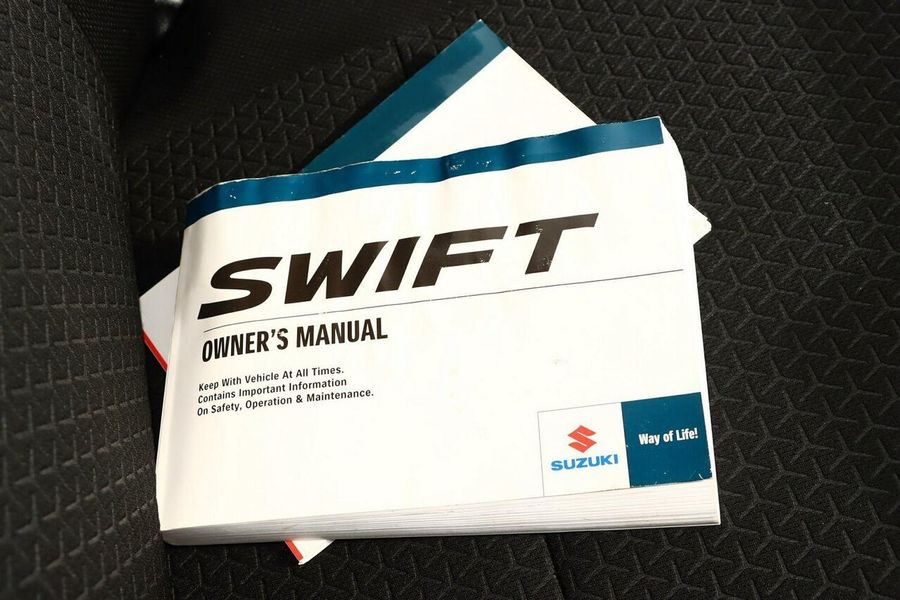 SWIFT
OWNER'S MANUAL
Keep With Vehicle At All Times.
Contains Important Information
On Safety, Operation & Maintenance.
SUZUKI
Way of Life!